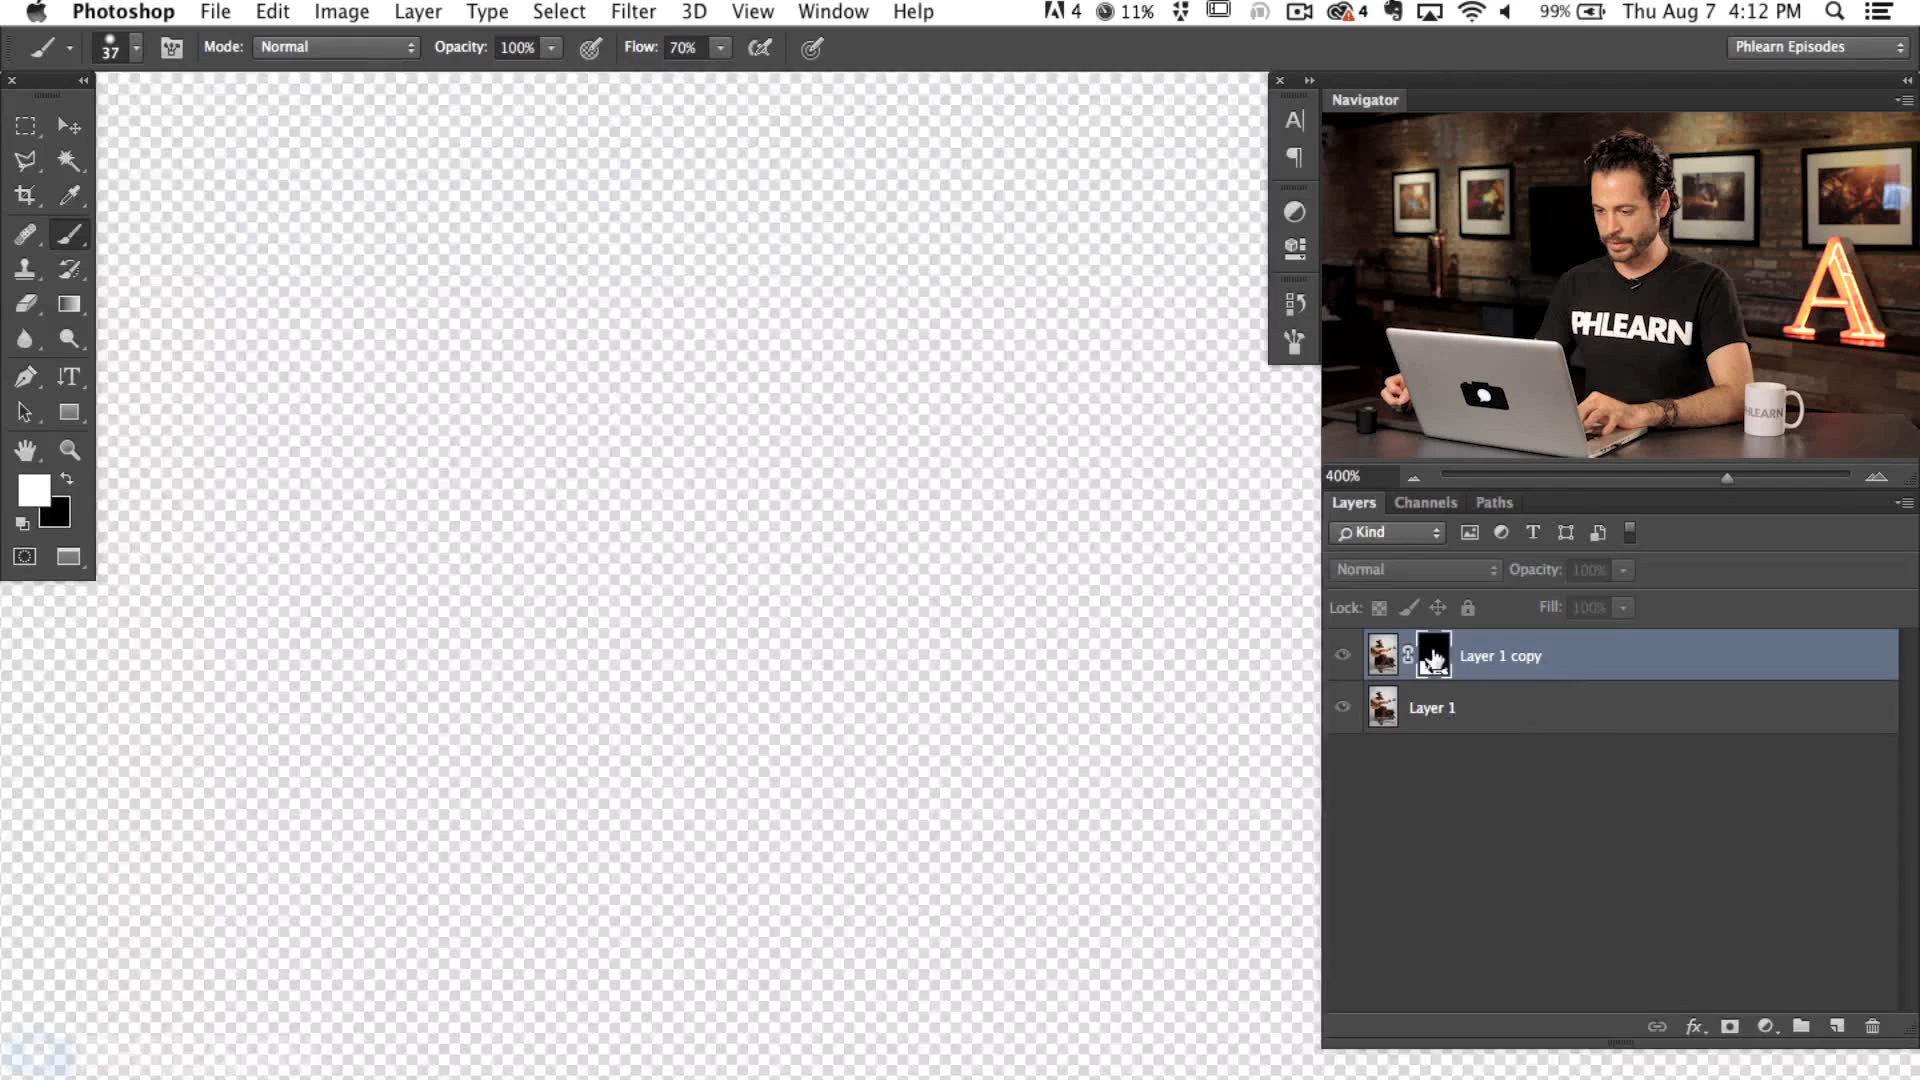 Photoshop File Edit Image Layer Type Select Filter 3D View Window Help 4 11% 4 99% Thu Aug 7 4:12 PM
37 Mode: Normal Opacity: 100% Flow: 70% Phlearn Episodes
Navigator
A
PHLEARN
400%
Layers Channels Paths
Kind
Normal Opacity: 100%
Lock: Fill: 100%
Layer 1 copy
Layer 1
fx